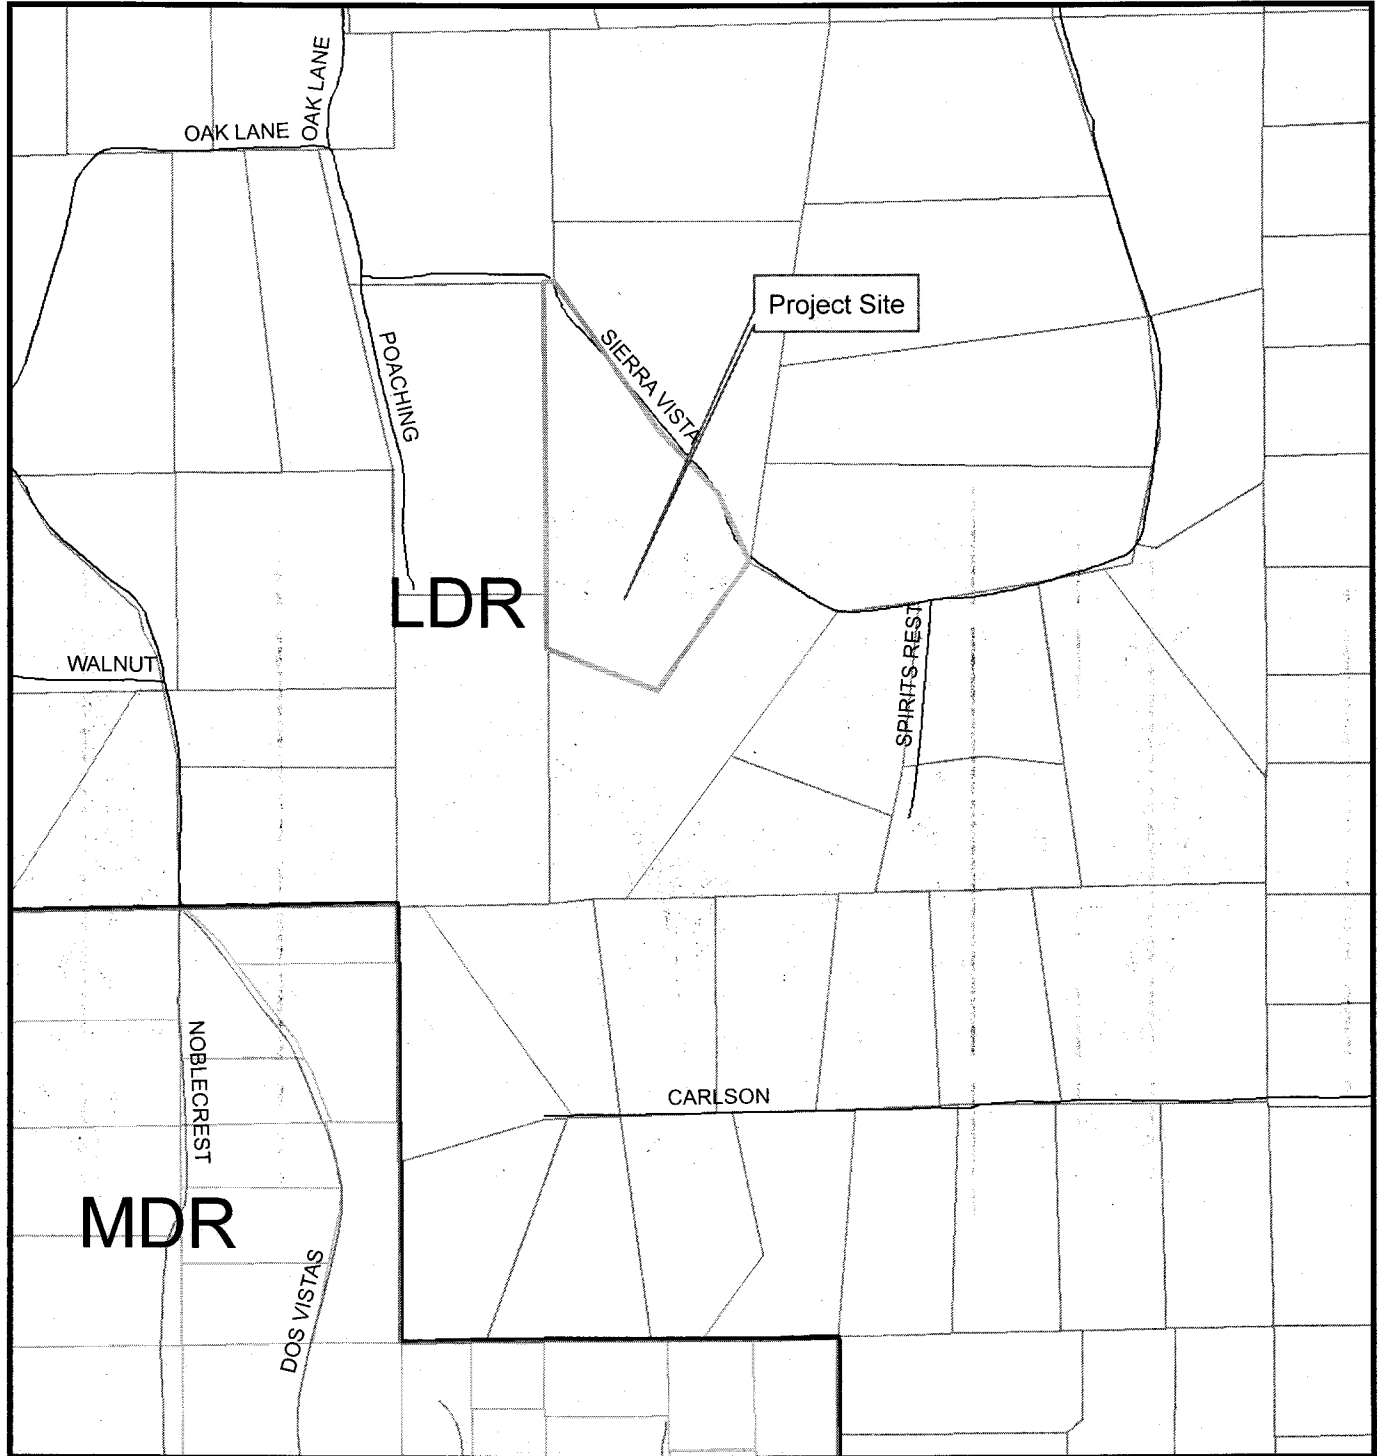 OAK LANE
OAK LANE
Project Site
SIERRA VISTA
POACHING
LDR
WALNUT
SPIRITS REST
NOBLECREST
CARLSON
MDR
DOS VISTAS